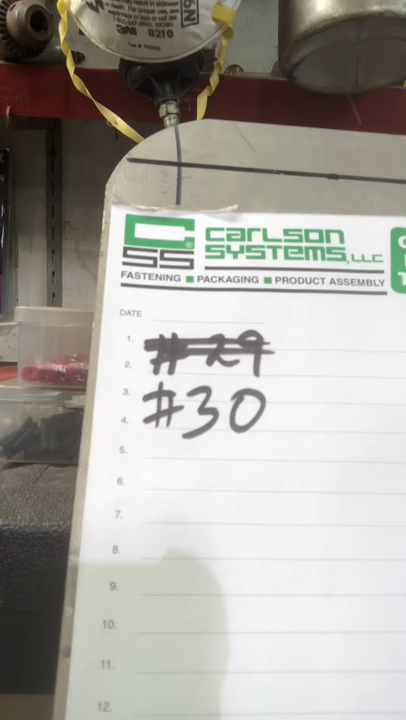 N95
3M 8210
CSS
CARLSON
SYSTEMS, LLC
FASTENING ■ PACKAGING ■ PRODUCT ASSEMBLY
DATE
1.
#29
2.
3.
#30
4.
5.
6.
7.
8.
9.
10.
11.
12.